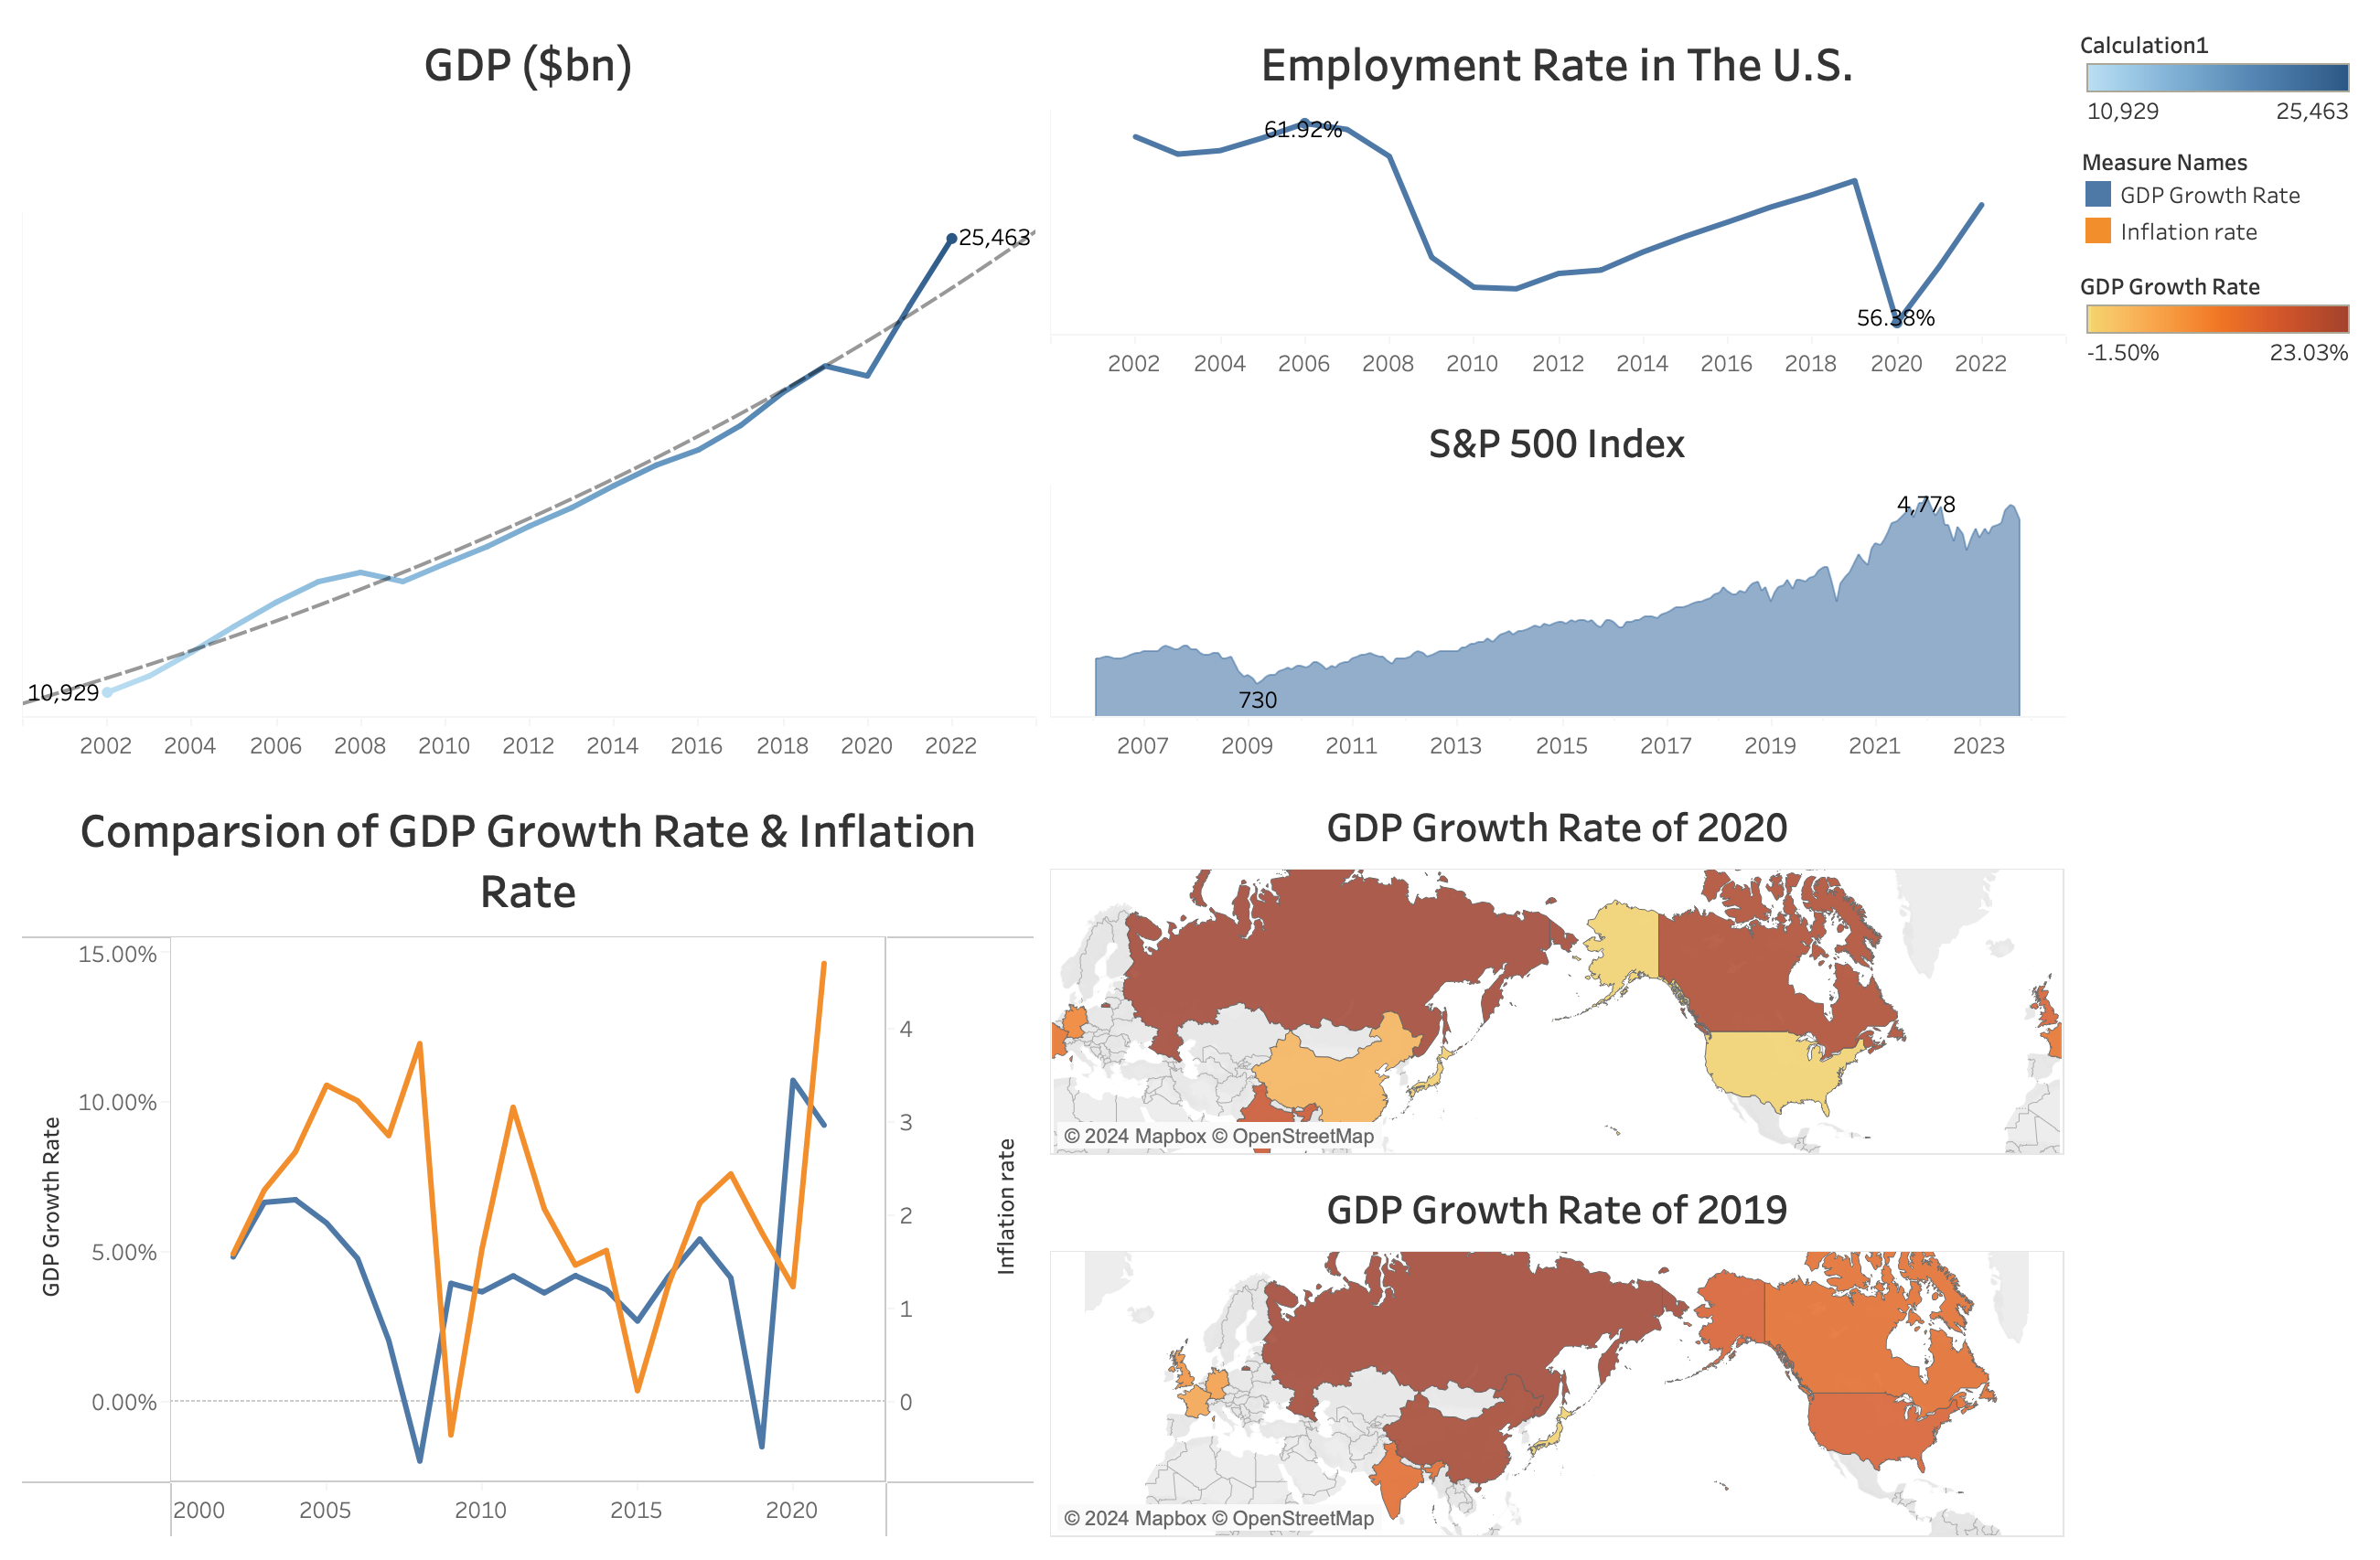 GDP ($bn)
25,463
10,929
2002 2004 2006 2008 2010 2012 2014 2016 2018 2020 2022
Employment Rate in The U.S.
61.92%
56.38%
2002 2004 2006 2008 2010 2012 2014 2016 2018 2020 2022
S&P 500 Index
4,778
730
2007 2009 2011 2013 2015 2017 2019 2021 2023
Calculation1
10,929 25,463
Measure Names
GDP Growth Rate
Inflation rate
GDP Growth Rate
-1.50% 23.03%
Comparsion of GDP Growth Rate & Inflation
Rate
GDP Growth Rate
15.00%
10.00%
5.00%
0.00%
4
3
2
1
0
Inflation rate
2000 2005 2010 2015 2020
GDP Growth Rate of 2020
© 2024 Mapbox © OpenStreetMap
GDP Growth Rate of 2019
© 2024 Mapbox © OpenStreetMap